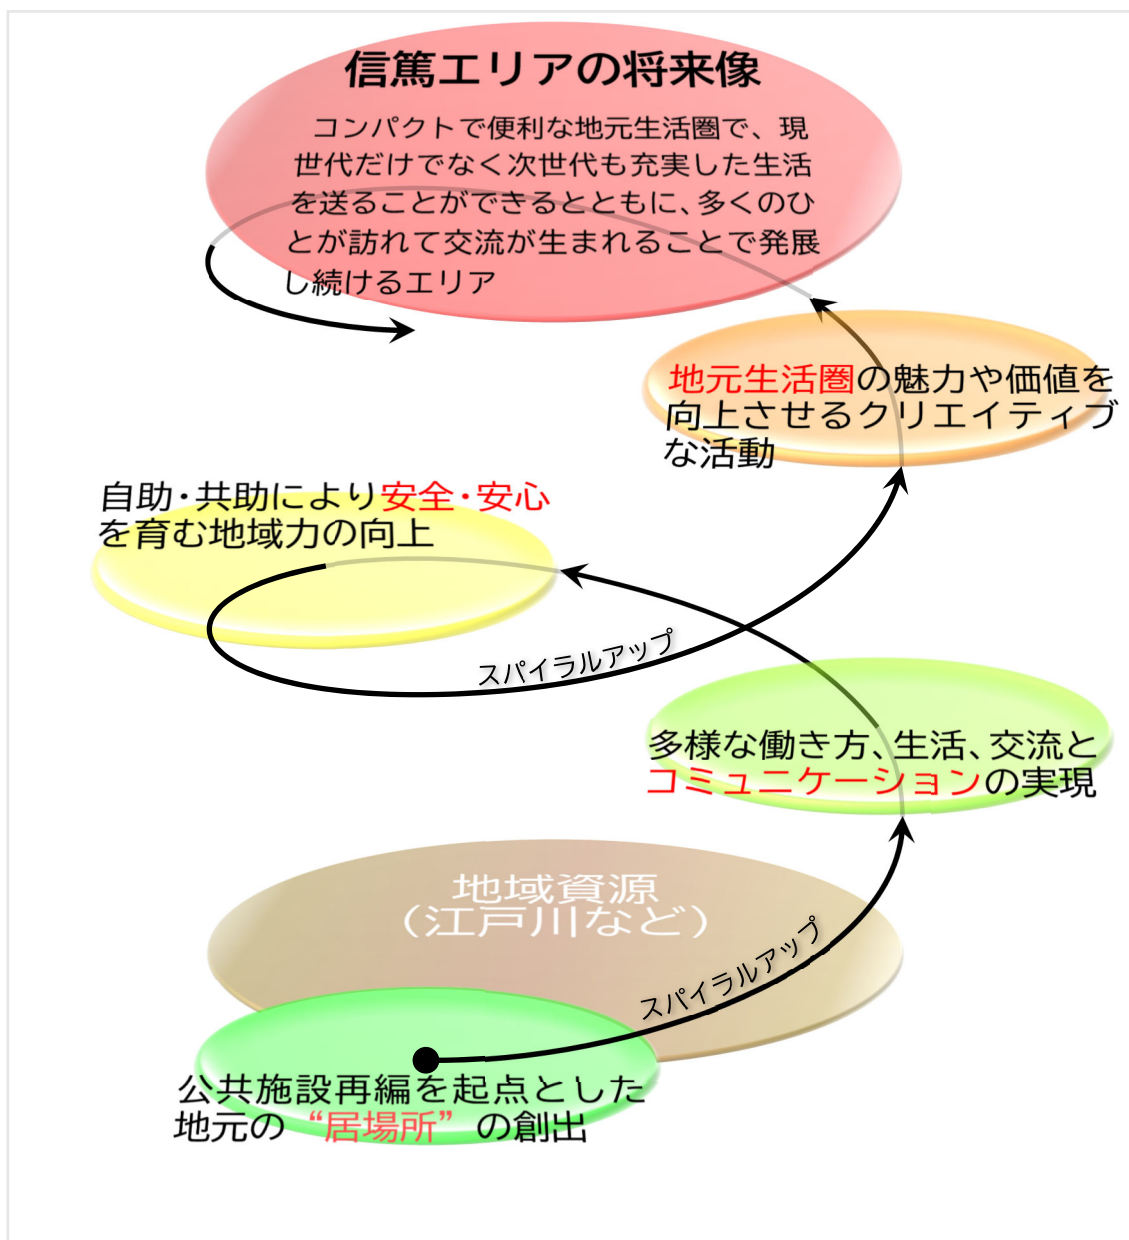 信篤エリアの将来像
コンパクトで便利な地元生活圏で、現
世代だけでなく次世代も充実した生活
を送ることができるとともに、多くのひ
とが訪れて交流が生まれることで発展
し続けるエリア
地元生活圏の魅力や価値を
向上させるクリエイティブ
な活動
自助・共助により安全・安心
を育む地域力の向上
スパイラルアップ
多様な働き方、生活、交流と
コミュニケーションの実現
地域資源
（江戸川など）
スパイラルアップ
公共施設再編を起点とした
地元の“居場所”の創出